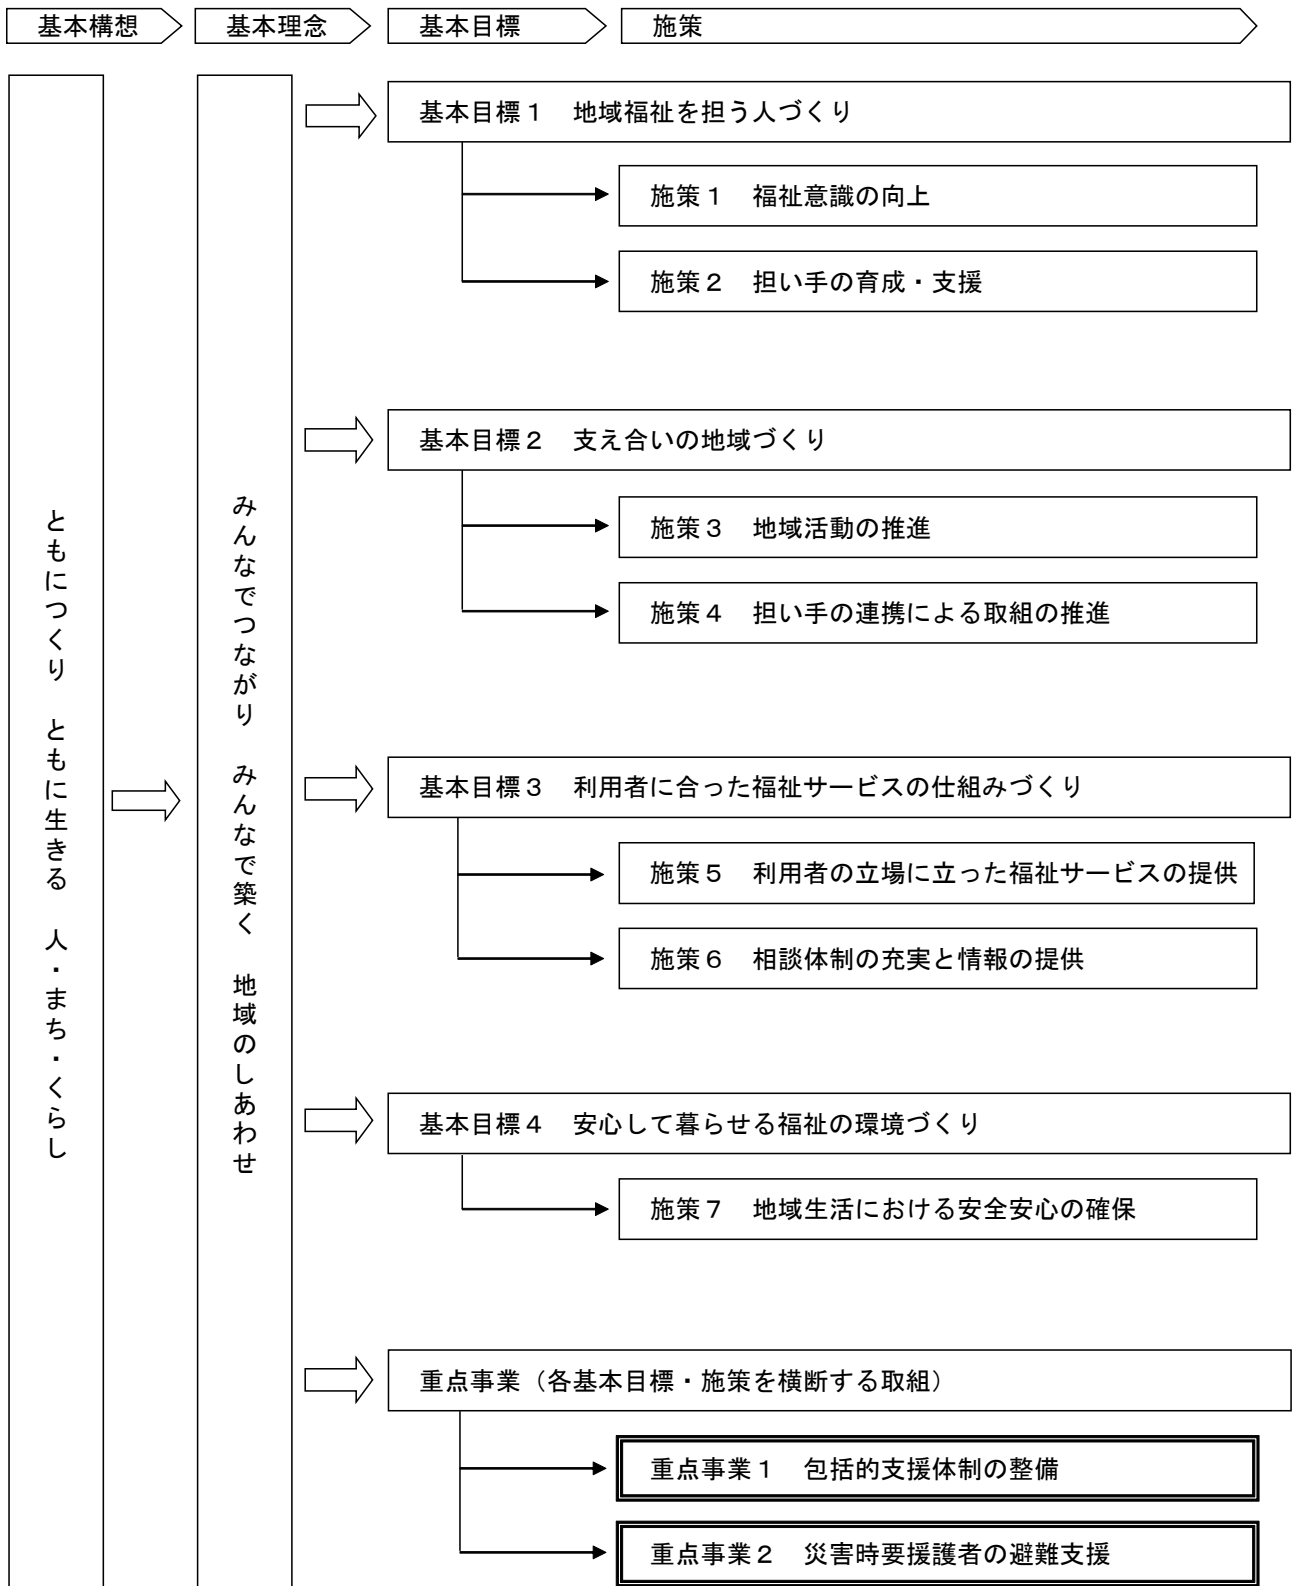 基本構想
基本理念
基本目標
施策
ともにつくり　ともに生きる　人・まち・くらし
みんなでつながり　みんなで築く　地域のしあわせ
基本目標１　地域福祉を担う人づくり
施策１　福祉意識の向上
施策２　担い手の育成・支援
基本目標２　支え合いの地域づくり
施策３　地域活動の推進
施策４　担い手の連携による取組の推進
基本目標３　利用者に合った福祉サービスの仕組みづくり
施策５　利用者の立場に立った福祉サービスの提供
施策６　相談体制の充実と情報の提供
基本目標４　安心して暮らせる福祉の環境づくり
施策７　地域生活における安全安心の確保
重点事業（各基本目標・施策を横断する取組）
重点事業１　包括的支援体制の整備
重点事業２　災害時要援護者の避難支援